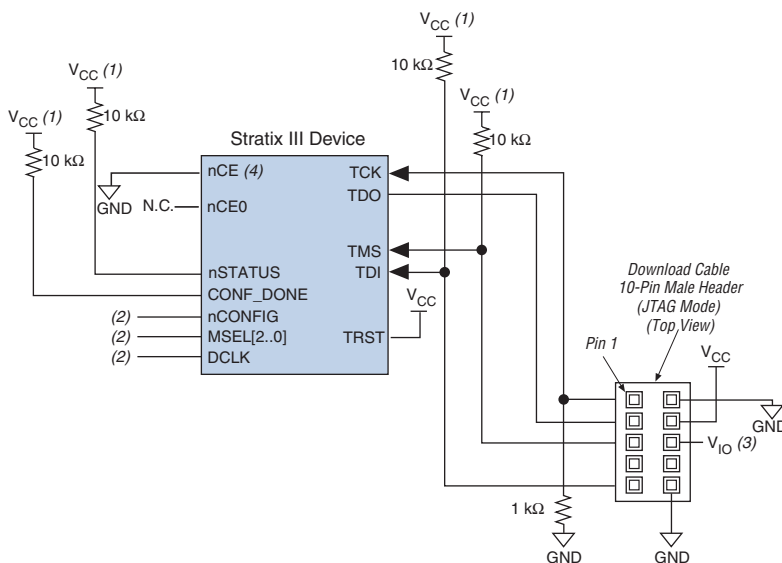 VCC (1)
VCC (1)
10 kΩ
VCC (1)
10 kΩ
VCC (1)
10 kΩ
10 kΩ
Stratix III Device
nCE (4)
TCK
GND
TDO
N.C.
nCE0
TMS
nSTATUS
TDI
CONF_DONE
VCC
(2)
nCONFIG
(2)
MSEL[2..0]
TRST
(2)
DCLK
Download Cable
10-Pin Male Header
(JTAG Mode)
(Top View)
Pin 1
VCC
GND
VIO (3)
1 kΩ
GND
GND